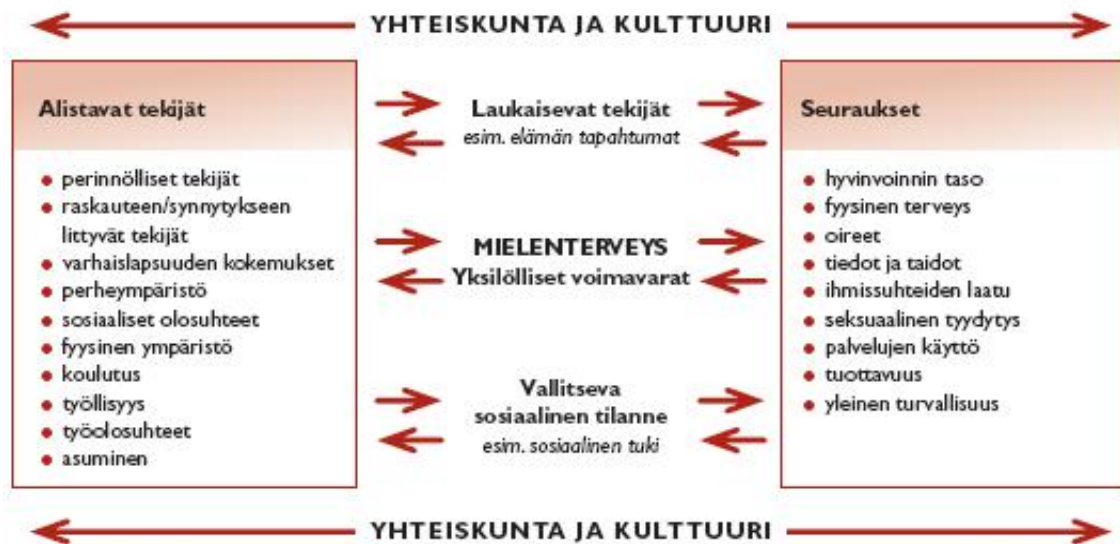 YHTEISKUNTA JA KULTTUURI
Alistavat tekijät
perinnölliset tekijät
raskauteen/synnytykseen
littyvät tekijät
varhaislapsuuden kokemukset
perheympäristö
sosiaaliset olosuhteet
fyysinen ympäristö
koulutus
työllisyys
työolosuhteet
asuminen
Laukaisevat tekijät
esim. elämän tapahtumat
MIELENTERVEYS
Yksilölliset voimavarat
Vallitseva
sosiaalinen tilanne
esim. sosiaalinen tuki
Seuraukset
hyvinvoinnin taso
fyysinen terveys
oireet
tiedot ja taidot
ihmissuhteiden laatu
seksuaalinen tyydytys
palvelujen käyttö
tuottavuus
yleinen turvallisuus
YHTEISKUNTA JA KULTTUURI